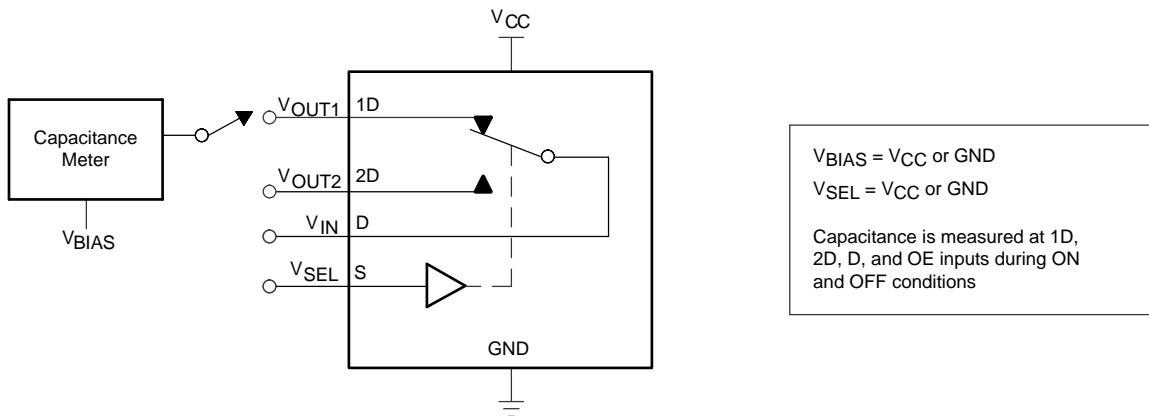 VCC
VOUT1 1D
Capacitance
Meter
VOUT2 2D
VIN D
VBIAS
VSEL S
GND
VBIAS = VCC or GND
VSEL = VCC or GND
Capacitance is measured at 1D,
2D, D, and OE inputs during ON
and OFF conditions